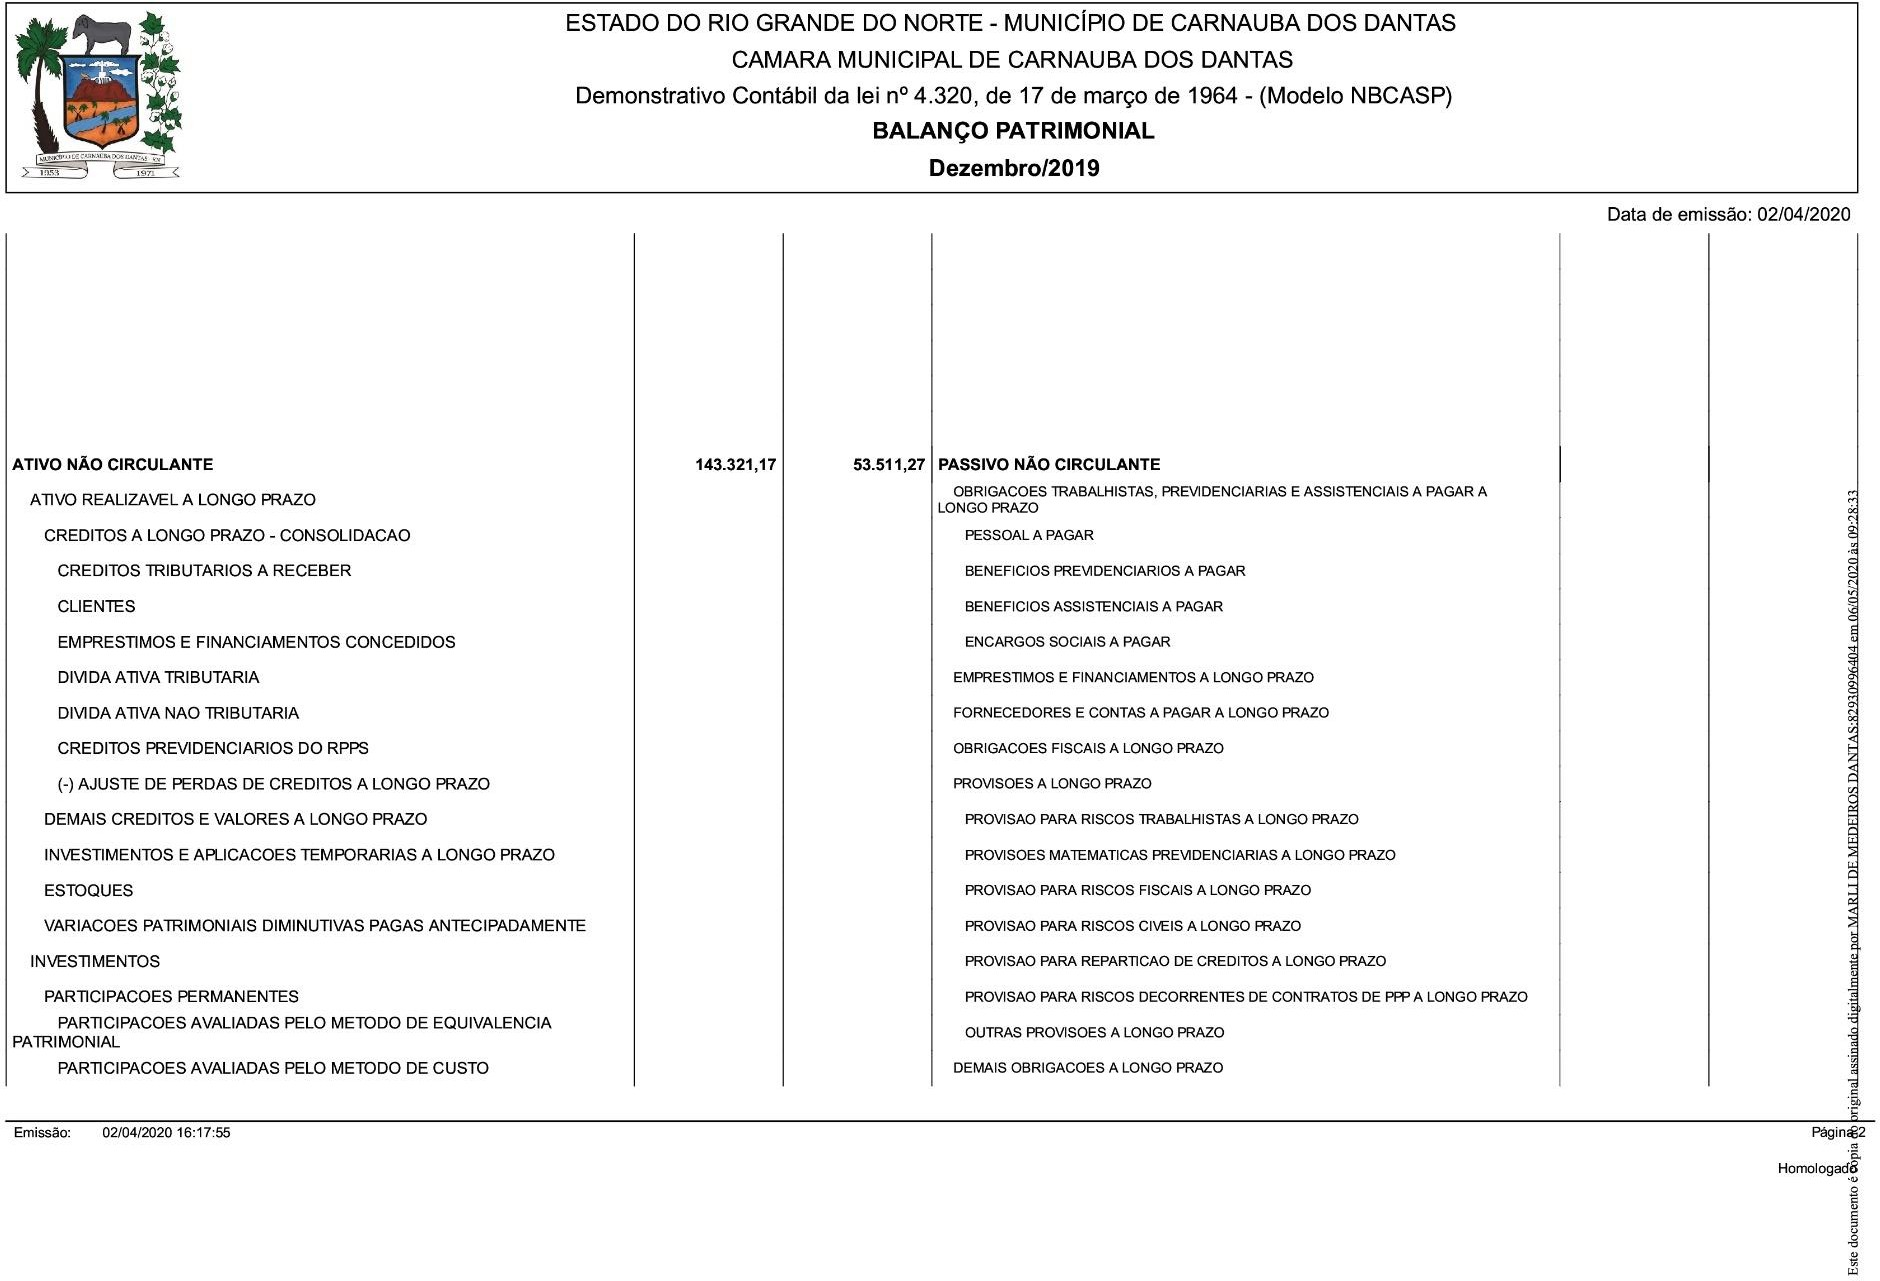 ESTADO DO RIO GRANDE DO NORTE - MUNICÍPIO DE CARNAUBA DOS DANTAS
CAMARA MUNICIPAL DE CARNAUBA DOS DANTAS
Demonstrativo Contábil da lei nº 4.320, de 17 de março de 1964 - (Modelo NBCASP)
BALANÇO PATRIMONIAL
Dezembro/2019
MUNICÍPIO DE CARNAÚBA DOS DANTAS - RN
1953 1971
Data de emissão: 02/04/2020
ATIVO NÃO CIRCULANTE 143.321,17 53.511,27
ATIVO REALIZAVEL A LONGO PRAZO
CREDITOS A LONGO PRAZO - CONSOLIDACAO
CREDITOS TRIBUTARIOS A RECEBER
CLIENTES
EMPRESTIMOS E FINANCIAMENTOS CONCEDIDOS
DIVIDA ATIVA TRIBUTARIA
DIVIDA ATIVA NAO TRIBUTARIA
CREDITOS PREVIDENCIARIOS DO RPPS
(-) AJUSTE DE PERDAS DE CREDITOS A LONGO PRAZO
DEMAIS CREDITOS E VALORES A LONGO PRAZO
INVESTIMENTOS E APLICACOES TEMPORARIAS A LONGO PRAZO
ESTOQUES
VARIACOES PATRIMONIAIS DIMINUTIVAS PAGAS ANTECIPADAMENTE
INVESTIMENTOS
PARTICIPACOES PERMANENTES
PARTICIPACOES AVALIADAS PELO METODO DE EQUIVALENCIA
PATRIMONIAL
PARTICIPACOES AVALIADAS PELO METODO DE CUSTO
PASSIVO NÃO CIRCULANTE
OBRIGACOES TRABALHISTAS, PREVIDENCIARIAS E ASSISTENCIAIS A PAGAR A
LONGO PRAZO
PESSOAL A PAGAR
BENEFICIOS PREVIDENCIARIOS A PAGAR
BENEFICIOS ASSISTENCIAIS A PAGAR
ENCARGOS SOCIAIS A PAGAR
EMPRESTIMOS E FINANCIAMENTOS A LONGO PRAZO
FORNECEDORES E CONTAS A PAGAR A LONGO PRAZO
OBRIGACOES FISCAIS A LONGO PRAZO
PROVISOES A LONGO PRAZO
PROVISAO PARA RISCOS TRABALHISTAS A LONGO PRAZO
PROVISOES MATEMATICAS PREVIDENCIARIAS A LONGO PRAZO
PROVISAO PARA RISCOS FISCAIS A LONGO PRAZO
PROVISAO PARA RISCOS CIVEIS A LONGO PRAZO
PROVISAO PARA REPARTICAO DE CREDITOS A LONGO PRAZO
PROVISAO PARA RISCOS DECORRENTES DE CONTRATOS DE PPP A LONGO PRAZO
OUTRAS PROVISOES A LONGO PRAZO
DEMAIS OBRIGACOES A LONGO PRAZO
Emissão: 02/04/2020 16:17:55
Página 2
Homologado
Este documento é cópia do original assinado digitalmente por MARLI DE MEDEIROS DANTAS:82930996404 em 06/05/2020 às 09:28:33